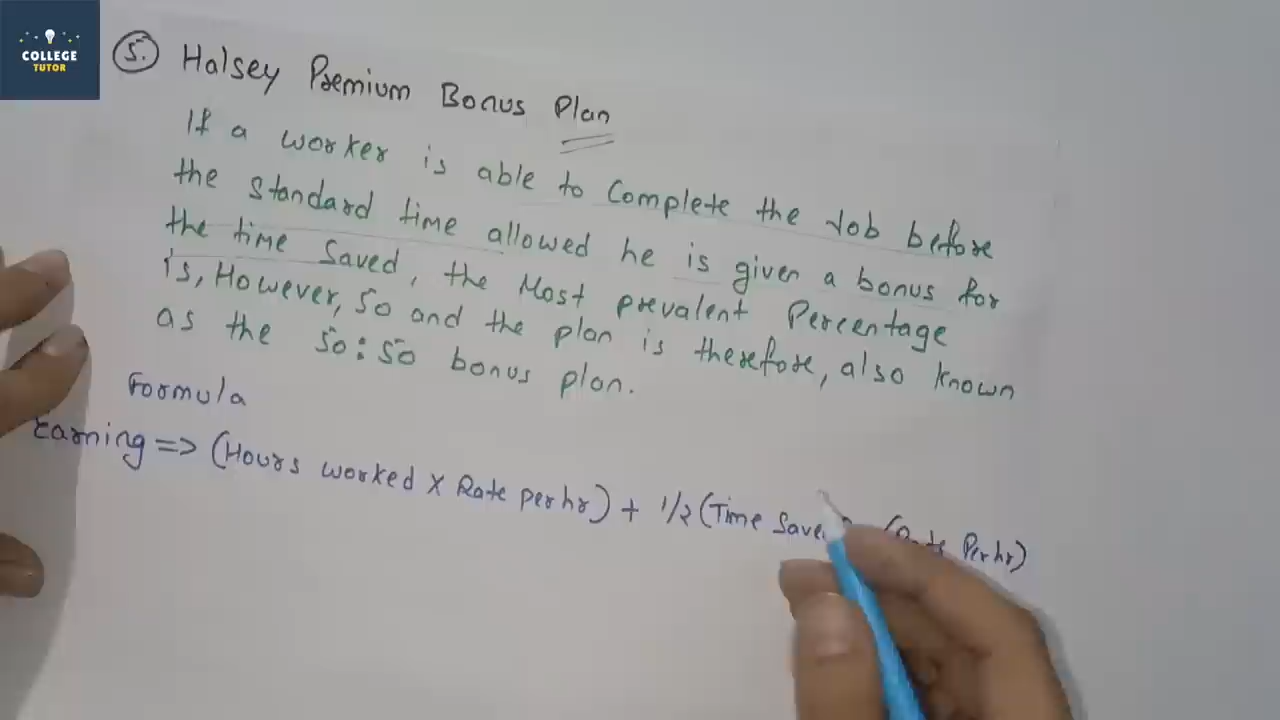 COLLEGE
TUTOR
5. Halsey Premium Bonus Plan
If a worker is able to Complete the Job before
the standard time allowed he is given a bonus for
the time Saved, the Most prevalent Percentage
is, However, 50 and the plan is therefore, also known
as the 50:50 bonus plan.
Formula
Earning => (Hours worked X Rate per hr) + 1/2 (Time Per hr)